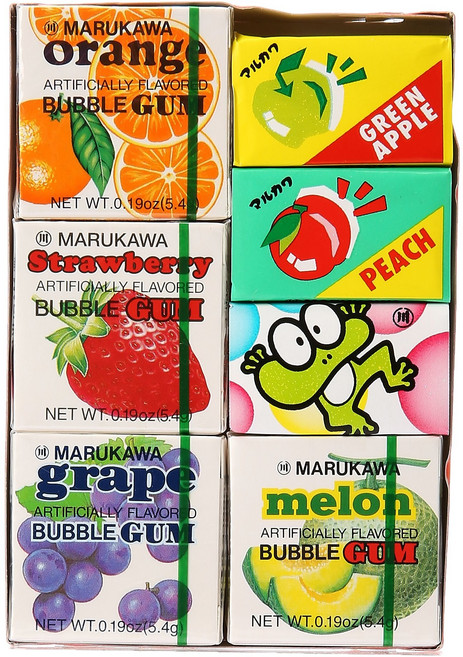 MARUKAWA
orange
ARTIFICIALLY FLAVORED
BUBBLE GUM
NET WT.0.19oz(5.4g)
マルカワ
GREEN
APPLE
マルカワ
PEACH
MARUKAWA
Strawberry
ARTIFICIALLY FLAVORED
BUBBLE GUM
NET WT.0.19oz(5.4g)
MARUKAWA
grape
ARTIFICIALLY FLAVORED
BUBBLE GUM
NET WT.0.19oz(5.4g)
MARUKAWA
melon
ARTIFICIALLY FLAVORED
BUBBLE GUM
NET WT.0.19oz(5.4g)